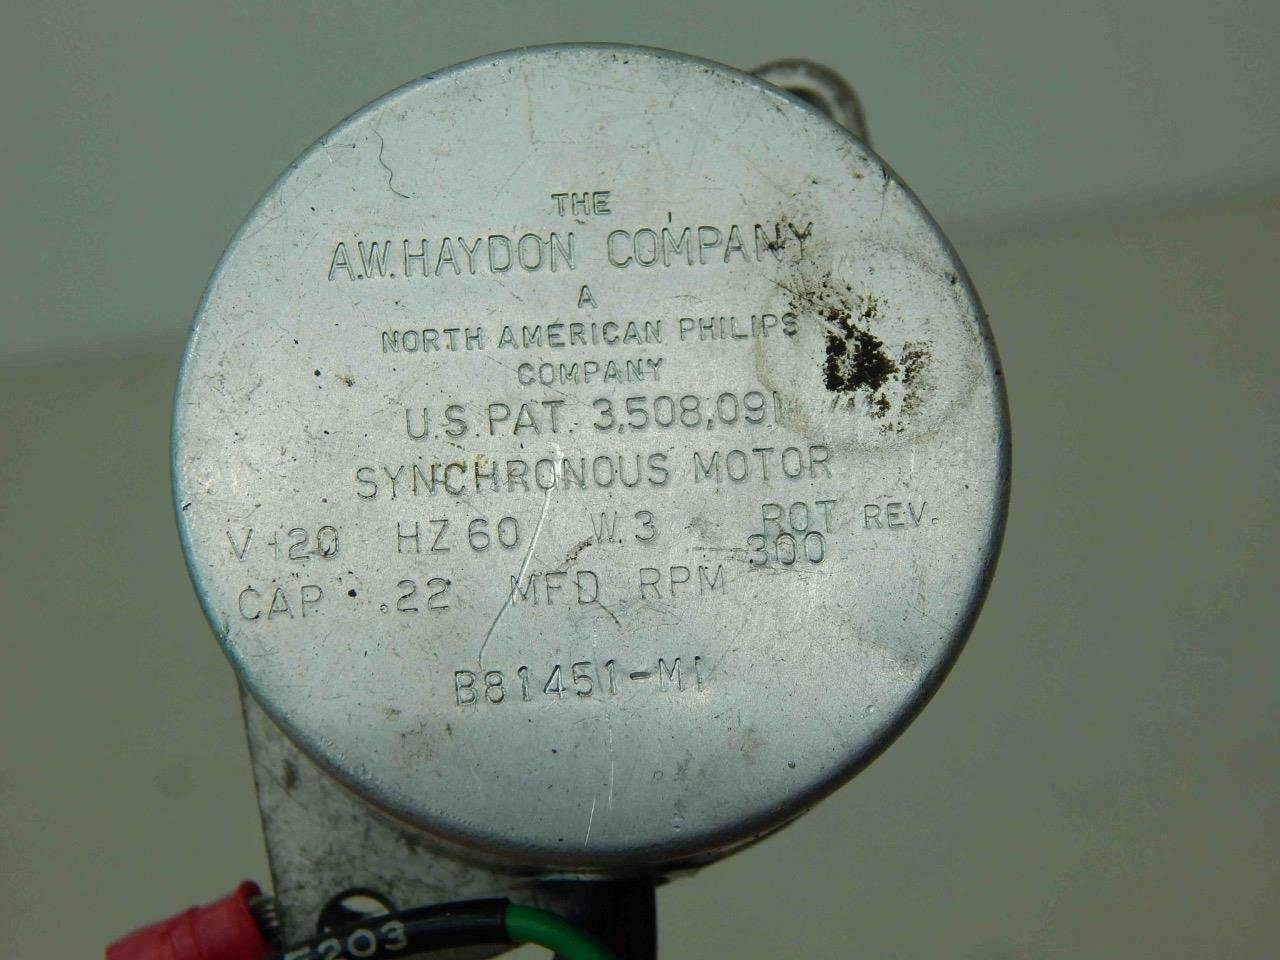 THE
A.W. HAYDON COMPANY
A
NORTH AMERICAN PHILIPS
COMPANY
U.S. PAT. 3,508,091
SYNCHRONOUS MOTOR
V 120 HZ 60 W. 3 ROT REV.
CAP. .22 MFD RPM 300
B81451-M1
5203